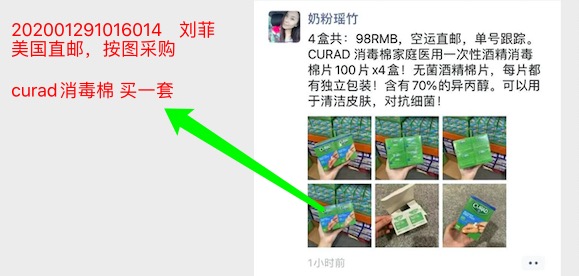 202001291016014 刘菲
美国直邮，按图采购
curad消毒棉 买一套
奶粉瑶竹
4盒共：98RMB，空运直邮，单号跟踪。
CURAD 消毒棉家庭医用一次性酒精消毒
棉片100片x4盒！无菌酒精棉片，每片都
有独立包装！含有70%的异丙醇。可以用
于清洁皮肤，对抗细菌！
CURAD
1小时前